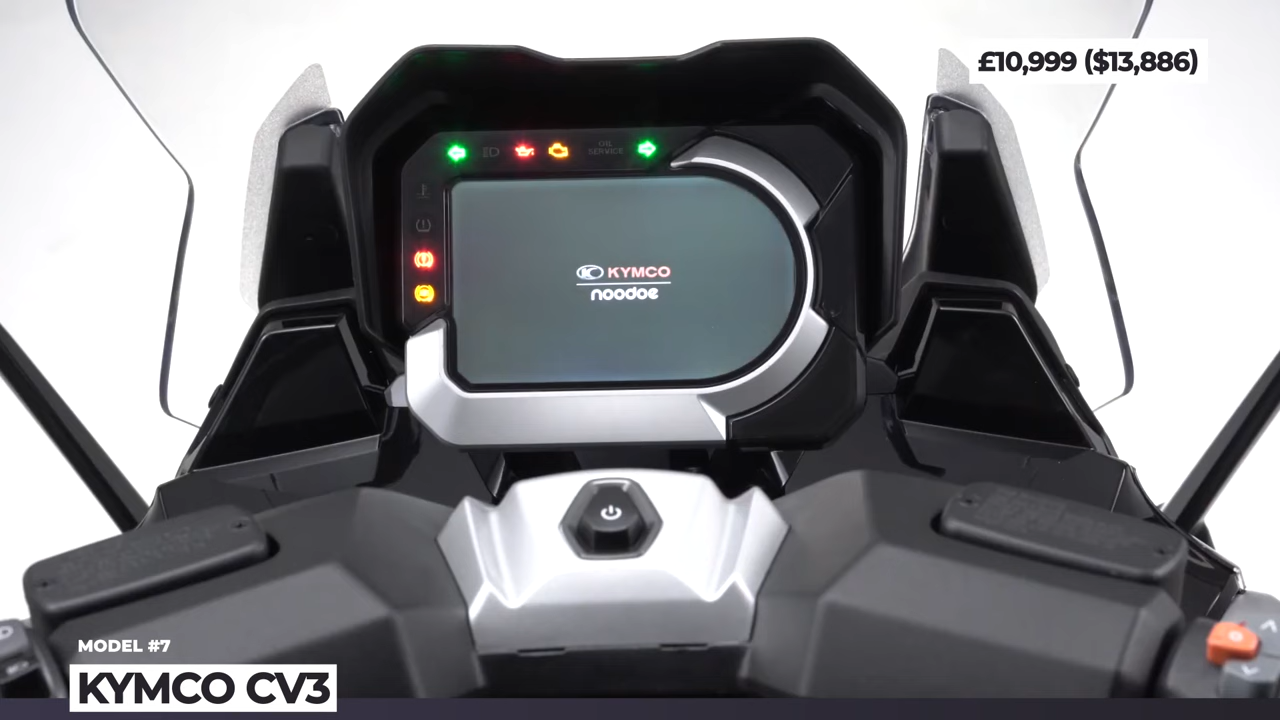 £10,999 ($13,886)
OIL
SERVICE
KYMCO
noodoe
MODEL #7
KYMCO CV3